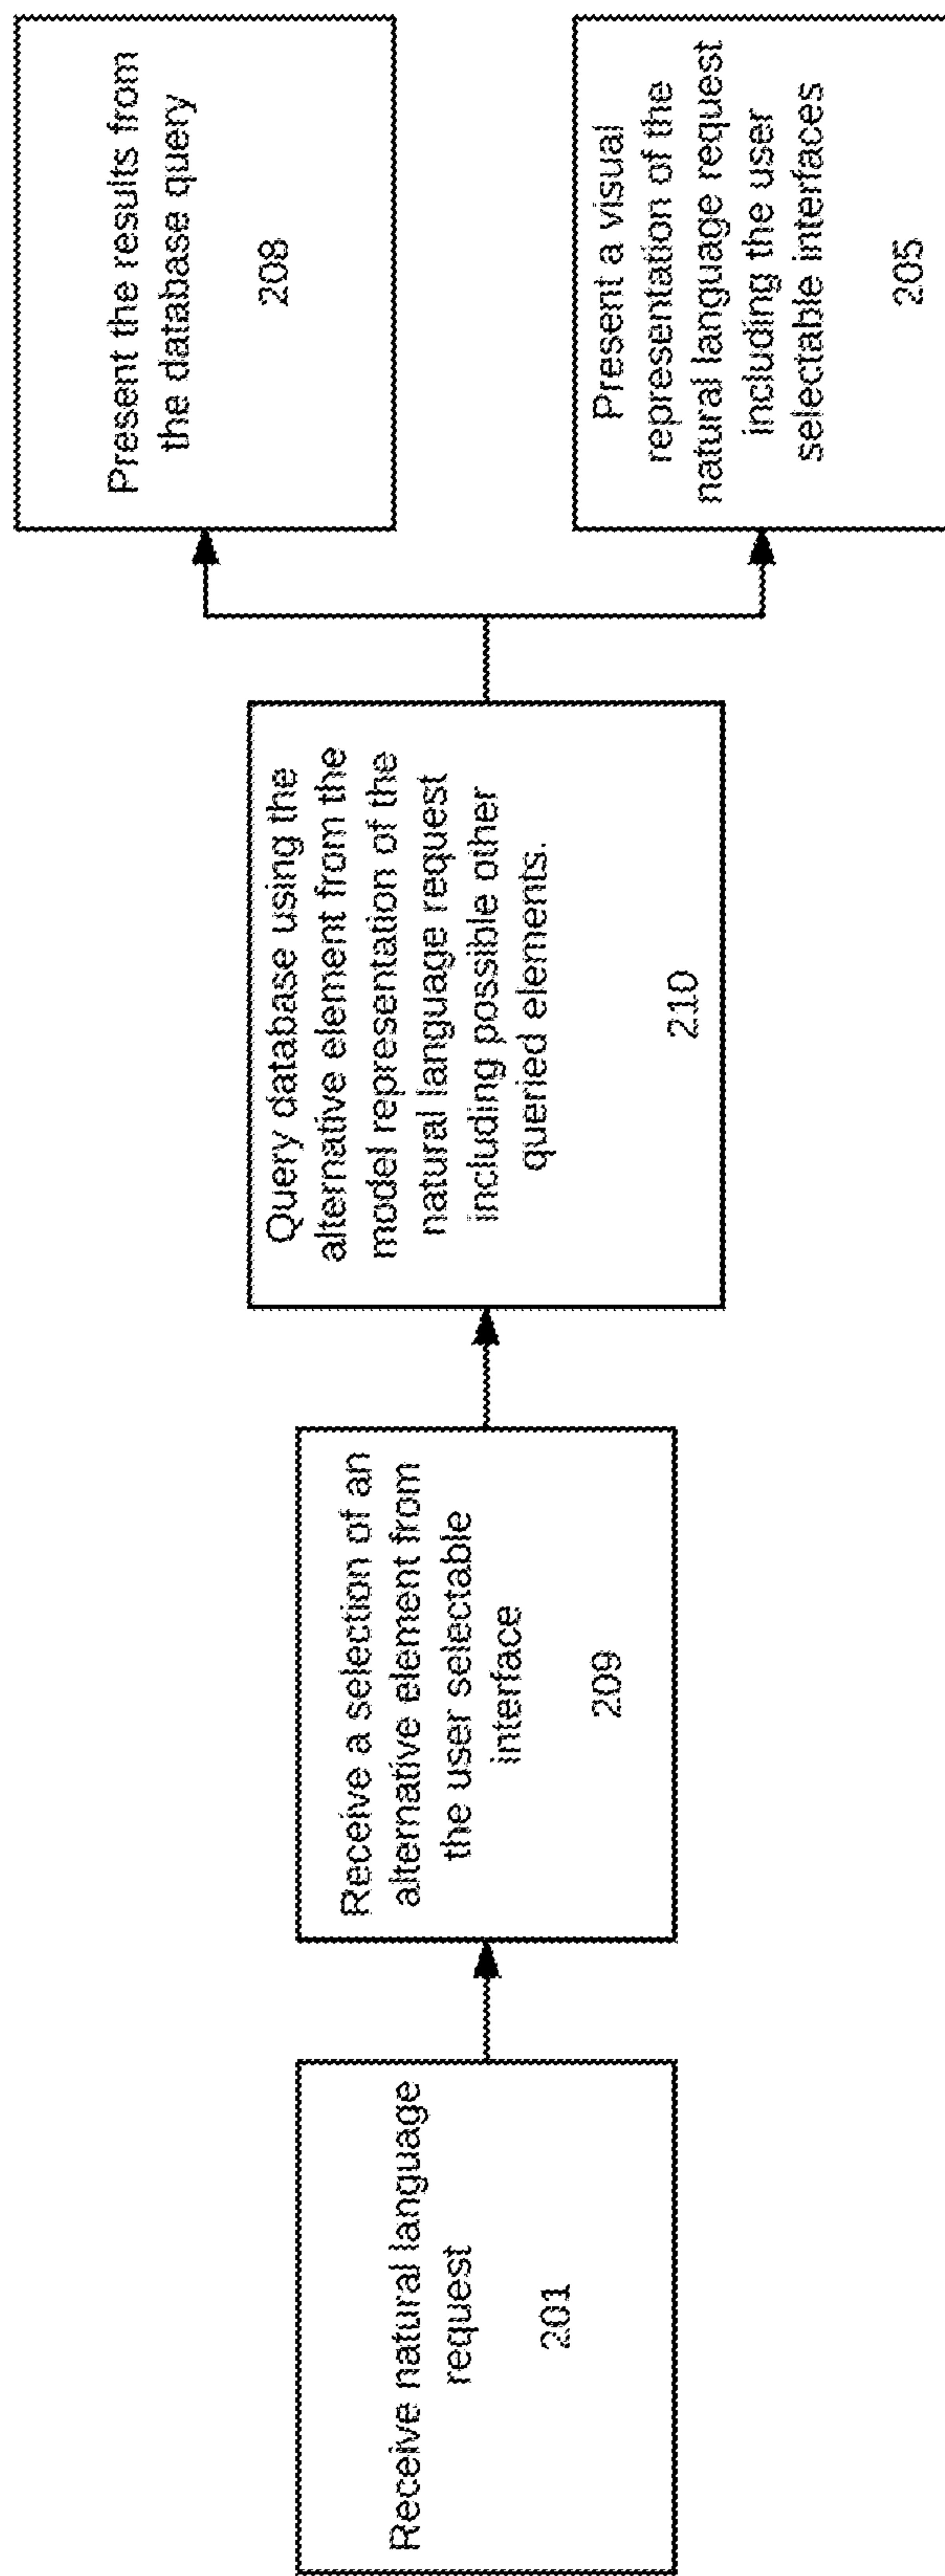 Receive natural language
request
201
Receive a selection of an
alternative element from
the user selectable
interface
209
Query database using the
alternative element from the
model representation of the
natural language request
including possible other
queried elements.
210
Present the results from
the database query
208
Present a visual
representation of the
natural language request
including the user
selectable interfaces
205